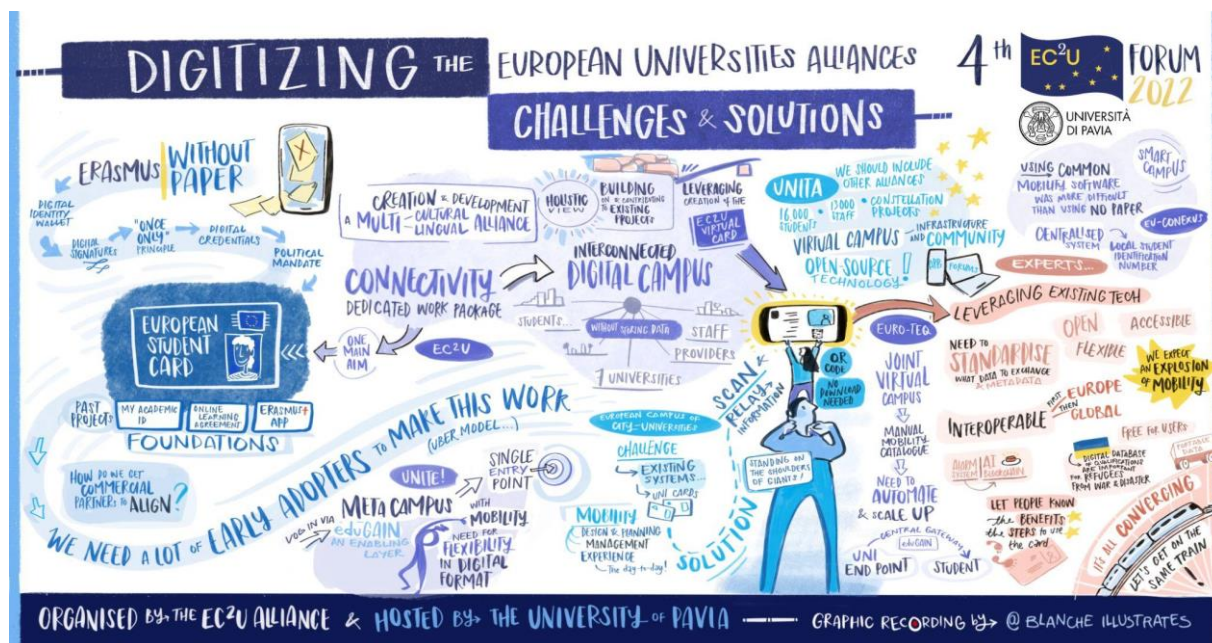 DIGITIZING THE EUROPEAN UNIVERSITIES ALLIANCES
CHALLENGES & SOLUTIONS
4th EC²U FORUM
2022
UNIVERSITÀ
DI PAVIA
ERASMUS WITHOUT
PAPER
DIGITAL
IDENTITY
WALLET
DIGITAL
SIGNATURES
"ONCE
ONLY"
PRINCIPLE
DIGITAL
CREDENTIALS
POLITICAL
MANDATE
EUROPEAN
STUDENT
CARD
ONE
MAIN
AIM
PAST
PROJECTS
MY ACADEMIC
ID
ONLINE
LEARNING
AGREEMENT
ERASMUS+
APP
FOUNDATIONS
HOW DO WE GET
COMMERCIAL
PARTNERS to ALIGN?
WE NEED A LOT OF EARLY ADOPTERS TO MAKE THIS WORK
(UBER MODEL...)
CREATION & DEVELOPMENT
A MULTI-CULTURAL ALLIANCE
LINGUAL
HOLISTIC
VIEW
BUILDING
ON & CONTRIBUTING
TO EXISTING
PROJECTS
LEVERAGING
CREATION OF THE
EC2U
VIRTUAL
CARD
CONNECTIVITY
DEDICATED WORK PACKAGE
EC²U
INTERCONNECTED
DIGITAL CAMPUS
STUDENTS...
WITHOUT STORING DATA
STAFF
PROVIDERS
7 UNIVERSITIES
UNITE!
META CAMPUS
LOG IN VIA
eduGAIN
AN ENABLING
LAYER
SINGLE
ENTRY
POINT
WITH
MOBILITY
NEED FOR
FLEXIBILITY
IN DIGITAL
FORMAT
EUROPEAN CAMPUS OF
CITY-UNIVERSITIES
CHALLENGE
EXISTING
SYSTEMS...
UNI CARDS
MOBILITY
DESIGN & PLANNING
MANAGEMENT
EXPERIENCE
The day-to-day!
SOLUTION
SCAN &
RELAY
INFORMATION
QR
CODE
NO
DOWNLOAD
NEEDED
STANDING ON
THE SHOULDERS
OF GIANTS!
UNITA
WE SHOULD INCLUDE
OTHER ALLIANCES
16,000
STUDENTS
13000
STAFF
CONSTELLATION
PROJECTS
VIRTUAL CAMPUS
INFRASTRUCTURE
AND COMMUNITY
OPEN-SOURCE
TECHNOLOGY!
USING COMMON
MOBILITY SOFTWARE
WAS MORE DIFFICULT
THAN USING NO PAPER
SMART
CAMPUS
EU-CONEXUS
CENTRALISED
SYSTEM
LOCAL STUDENT
IDENTIFICATION
NUMBER
EXPERTS...
EURO-TEQ
JOINT
VIRTUAL
CAMPUS
MANUAL
MOBILITY
CATALOGUE
NEED TO
AUTOMATE
& SCALE UP
CENTRAL GATEWAY
eduGAIN
UNI
END POINT
STUDENT
LEVERAGING EXISTING TECH
NEED TO
STANDARDISE
WHAT DATA TO EXCHANGE
& METADATA
OPEN
ACCESSIBLE
FLEXIBLE
WE EXPECT
AN EXPLOSION
OF MOBILITY
INTEROPERABLE
FIRST EUROPE
THEN GLOBAL
FREE FOR USERS
AI
BLOCKCHAIN
DIGITAL DATABASE
OF QUALIFICATIONS
ARE IMPORTANT
FOR REFUGEES
FROM WAR & DISASTER
PORTABLE
DATA
LET PEOPLE KNOW
the BENEFITS
the STEPS to use
the card
IT'S ALL CONVERGING
LET'S GET ON THE
SAME TRAIN
ORGANISED by THE EC²U ALLIANCE & HOSTED by THE UNIVERSITY of PAVIA
GRAPHIC RECORDING by @ BLANCHE ILLUSTRATES